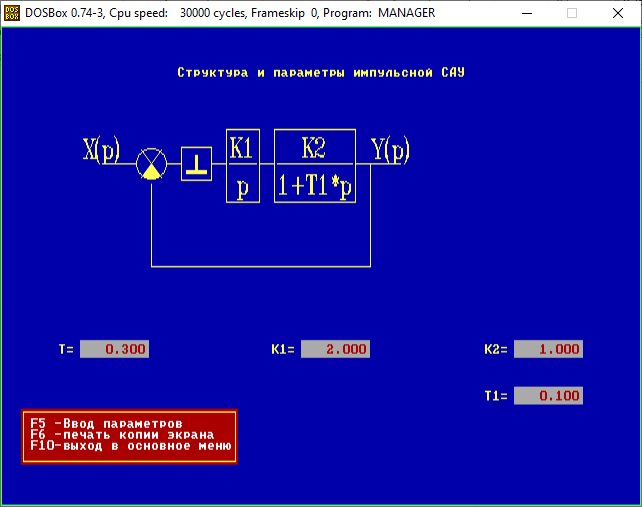 DOSBox 0.74-3, Cpu speed: 30000 cycles, Frameskip 0, Program: MANAGER
Структура и параметры импульсной САУ
X(p) K1 K2 Y(p)
p 1+T1*p
T= 0.300 K1= 2.000 K2= 1.000
T1= 0.100
F5 -Ввод параметров
F6 -печать копии экрана
F10-выход в основное меню